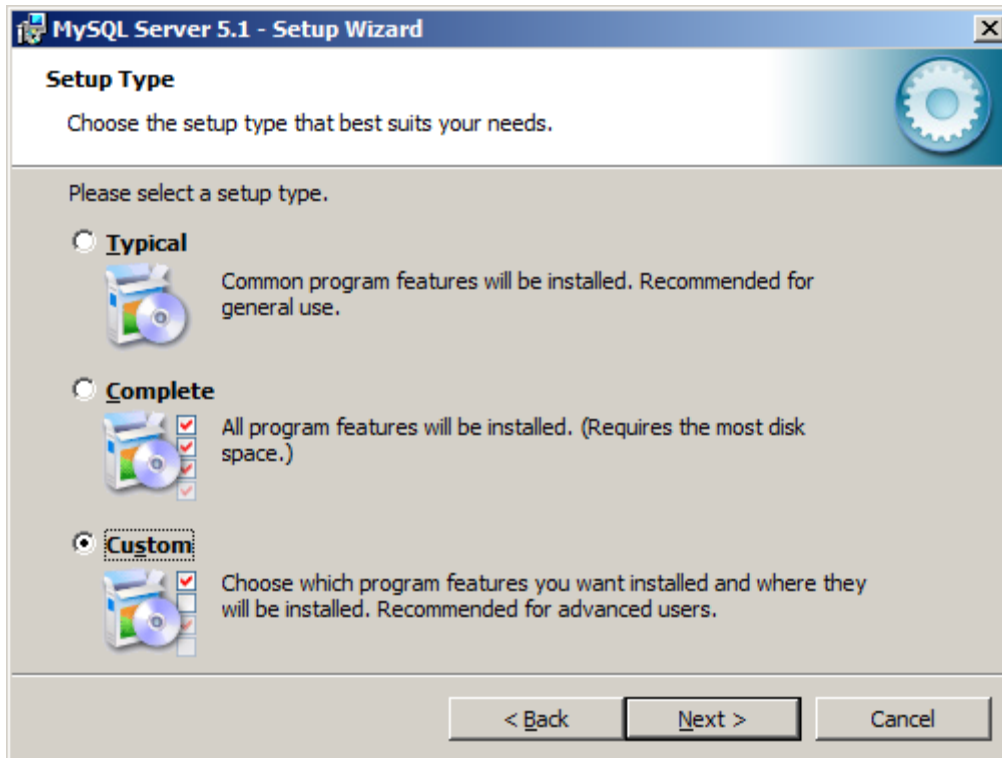 MySQL Server 5.1 - Setup Wizard
Setup Type
Choose the setup type that best suits your needs.
Please select a setup type.
Typical
Common program features will be installed. Recommended for
general use.
Complete
All program features will be installed. (Requires the most disk
space.)
Custom
Choose which program features you want installed and where they
will be installed. Recommended for advanced users.
< Back
Next >
Cancel